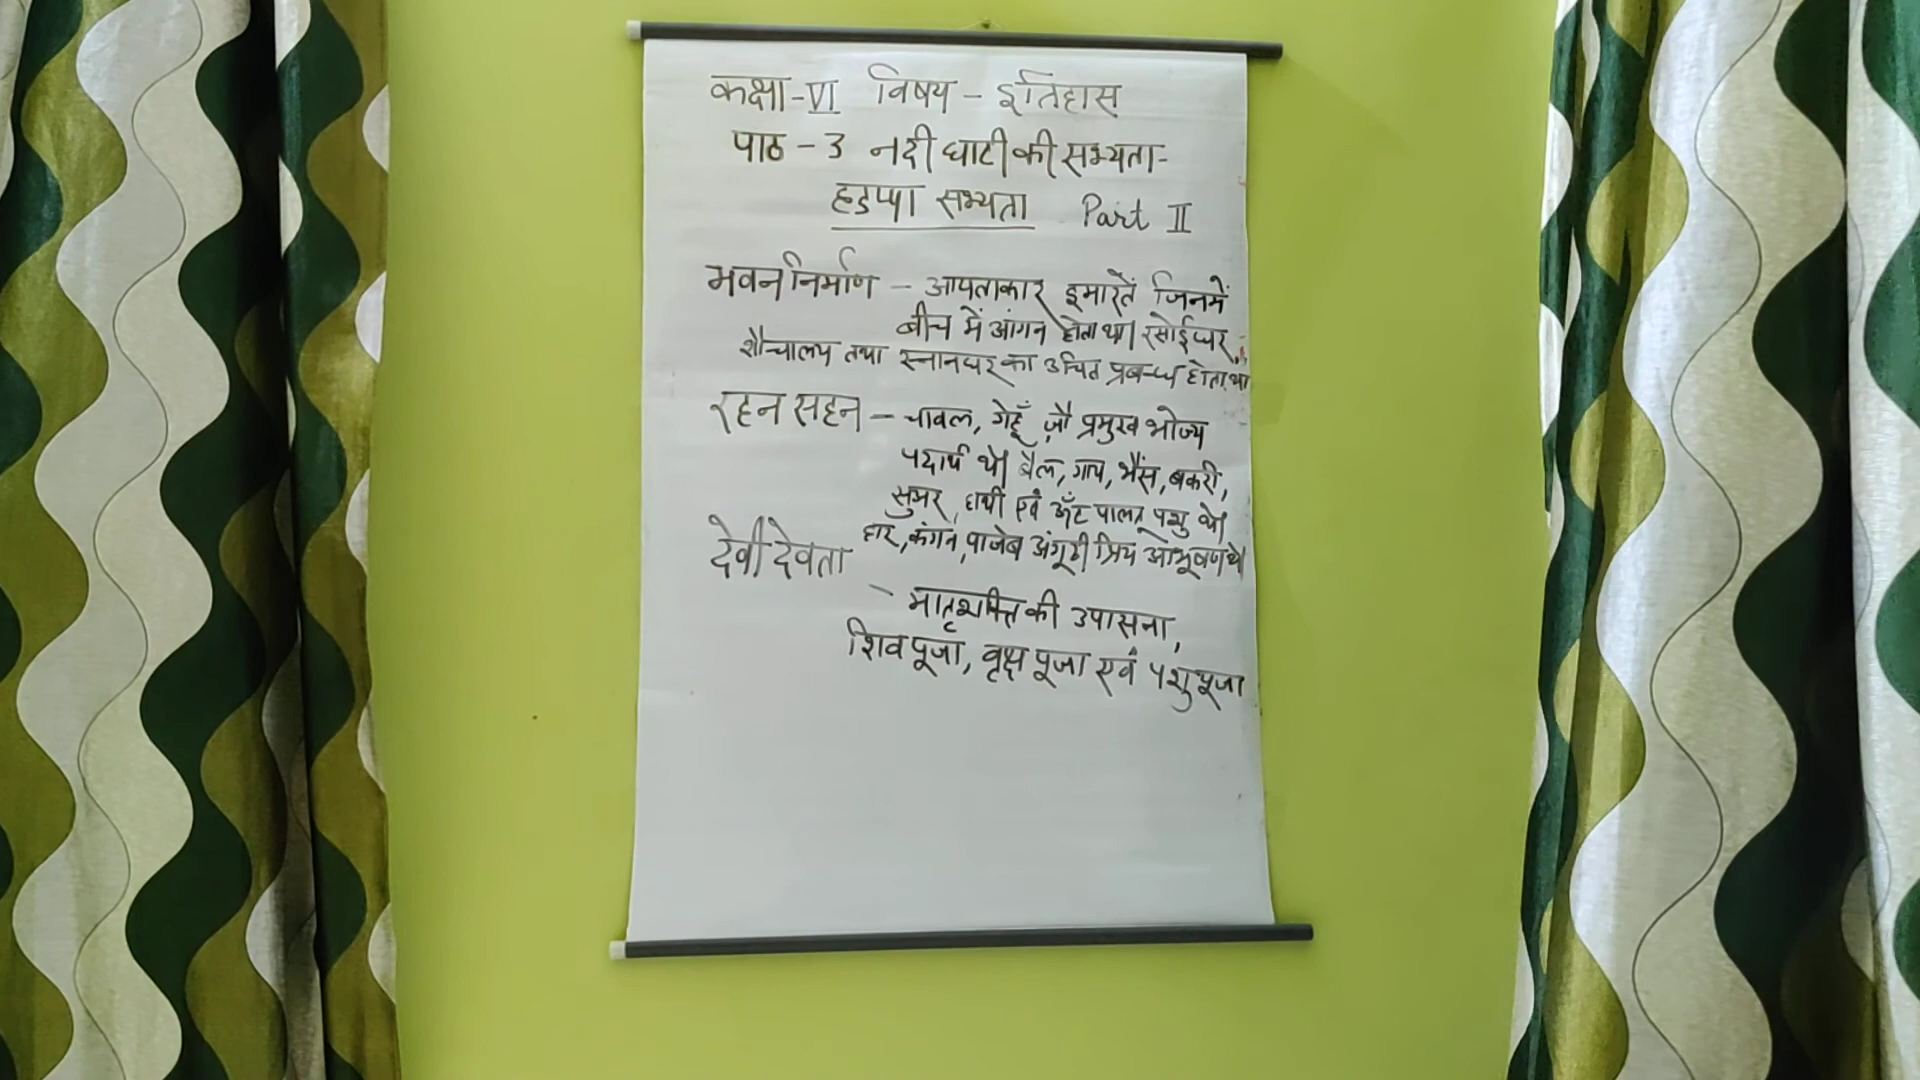 कक्षा-VI विषय - इतिहास
पाठ - 3 नदी घाटी की सभ्यता-
हडप्पा सभ्यता Part II
भवन निर्माण - आयताकार इमारतें जिनमें
बीच में आंगन होता था। रसोईघर,
शौचालय तथा स्नानघर का उचित प्रबन्ध होता था
रहन सहन - चावल, गेहूँ, जौ प्रमुख भोज्य
पदार्थ थे। बैल, गाय, भैंस, बकरी,
सुअर, हाथी एवं ऊँट पालतू पशु थे।
हार, कंगन, पाजेब अंगूठी प्रिय आभूषण थे
देवी देवता - मातृशक्ति की उपासना,
शिव पूजा, वृक्ष पूजा एवं पशु पूजा